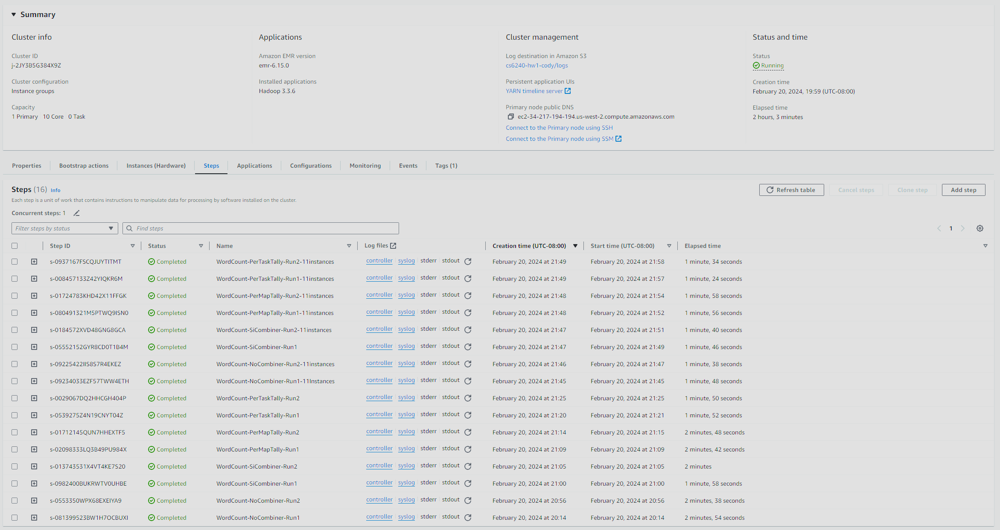 Summary
Cluster info
Cluster ID
j-2JY3B5G384X9Z
Cluster configuration
Instance groups
Capacity
1 Primary 10 Core 0 Task
Applications
Amazon EMR version
emr-6.15.0
Installed applications
Hadoop 3.3.6
Cluster management
Log destination in Amazon S3
cs6240-hw1-cody/logs
Persistent application UIs
YARN timeline server
Primary node public DNS
ec2-34-217-194-194.us-west-2.compute.amazonaws.com
Connect to the Primary node using SSH
Connect to the Primary node using SSM
Status and time
Status
Running
Creation time
February 20, 2024, 19:59 (UTC-08:00)
Elapsed time
2 hours, 3 minutes
Properties Bootstrap actions Instances (Hardware) Steps Applications Configurations Monitoring Events Tags (1)
Steps (16) Info
Refresh table Cancel steps Clone step Add step
Each step is a unit of work that contains instructions to manipulate data for processing by software installed on the cluster.
Concurrent steps: 1
Filter steps by status Find steps 1
Step ID Status Name Log files Creation time (UTC-08:00) Start time (UTC-08:00) Elapsed time
s-0937167FSCQJUYTITMT Completed WordCount-PerTaskTally-Run2-11instances controller syslog stderr stdout February 20, 2024 at 21:49 February 20, 2024 at 21:58 1 minute, 34 seconds
s-008457133Z42YIQKR6M Completed WordCount-PerTaskTally-Run1-11instances controller syslog stderr stdout February 20, 2024 at 21:49 February 20, 2024 at 21:57 1 minute, 24 seconds
s-01724783KHD42X11FFGK Completed WordCount-PerMapTally-Run2-11instances controller syslog stderr stdout February 20, 2024 at 21:48 February 20, 2024 at 21:54 1 minute, 58 seconds
s-080491321M5PTWQ9ISN0 Completed WordCount-PerMapTally-Run1-11instances controller syslog stderr stdout February 20, 2024 at 21:48 February 20, 2024 at 21:52 1 minute, 56 seconds
s-0184572XVD48GNG8GCA Completed WordCount-SiCombiner-Run2-11instances controller syslog stderr stdout February 20, 2024 at 21:47 February 20, 2024 at 21:51 1 minute, 40 seconds
s-05552152GYR8CD0T1B4M Completed WordCount-SiCombiner-Run1 controller syslog stderr stdout February 20, 2024 at 21:47 February 20, 2024 at 21:49 1 minute, 46 seconds
s-09225422IIS8S7R4EKEZ Completed WordCount-NoCombiner-Run2-11instances controller syslog stderr stdout February 20, 2024 at 21:46 February 20, 2024 at 21:47 1 minute, 38 seconds
s-09234033EZF57TWW4ETH Completed WordCount-NoCombiner-Run1-11Instances controller syslog stderr stdout February 20, 2024 at 21:45 February 20, 2024 at 21:45 1 minute, 48 seconds
s-0029067DQ2HHCGH404P Completed WordCount-PerTaskTally-Run2 controller syslog stderr stdout February 20, 2024 at 21:25 February 20, 2024 at 21:25 1 minute, 50 seconds
s-0539275Z4N19CNYT04Z Completed WordCount-PerTaskTally-Run1 controller syslog stderr stdout February 20, 2024 at 21:20 February 20, 2024 at 21:21 1 minute, 52 seconds
s-01712145QUN7HHEXTF5 Completed WordCount-PerMapTally-Run2 controller syslog stderr stdout February 20, 2024 at 21:14 February 20, 2024 at 21:15 2 minutes, 48 seconds
s-02098333LQ3B49PU984X Completed WordCount-PerMapTally-Run1 controller syslog stderr stdout February 20, 2024 at 21:09 February 20, 2024 at 21:09 2 minutes, 42 seconds
s-013743531X4VT4KE7S20 Completed WordCount-SiCombiner-Run2 controller syslog stderr stdout February 20, 2024 at 21:05 February 20, 2024 at 21:05 2 minutes
s-0982400BUKRWTV0UHBE Completed WordCount-SiCombiner-Run1 controller syslog stderr stdout February 20, 2024 at 21:00 February 20, 2024 at 21:00 1 minute, 58 seconds
s-0553350WPX68EXEIYA9 Completed WordCount-NoCombiner-Run2 controller syslog stderr stdout February 20, 2024 at 20:56 February 20, 2024 at 20:56 2 minutes, 38 seconds
s-081399523BW1H7OCBUXI Completed WordCount-NoCombiner-Run1 controller syslog stderr stdout February 20, 2024 at 20:14 February 20, 2024 at 20:14 2 minutes, 54 seconds